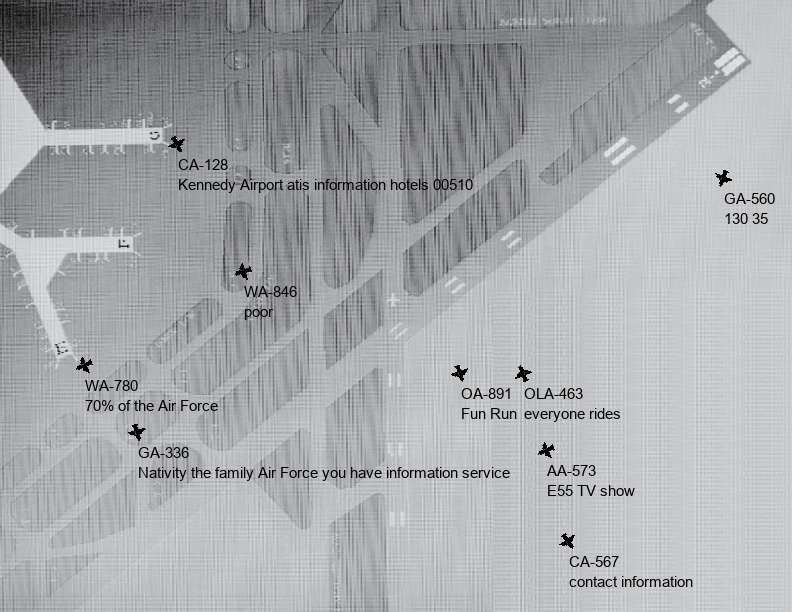 CA-128
Kennedy Airport atis information hotels 00510
GA-560
130 35
WA-846
poor
WA-780
70% of the Air Force
OA-891
Fun Run
OLA-463
everyone rides
GA-336
Nativity the family Air Force you have information service
AA-573
E55 TV show
CA-567
contact information